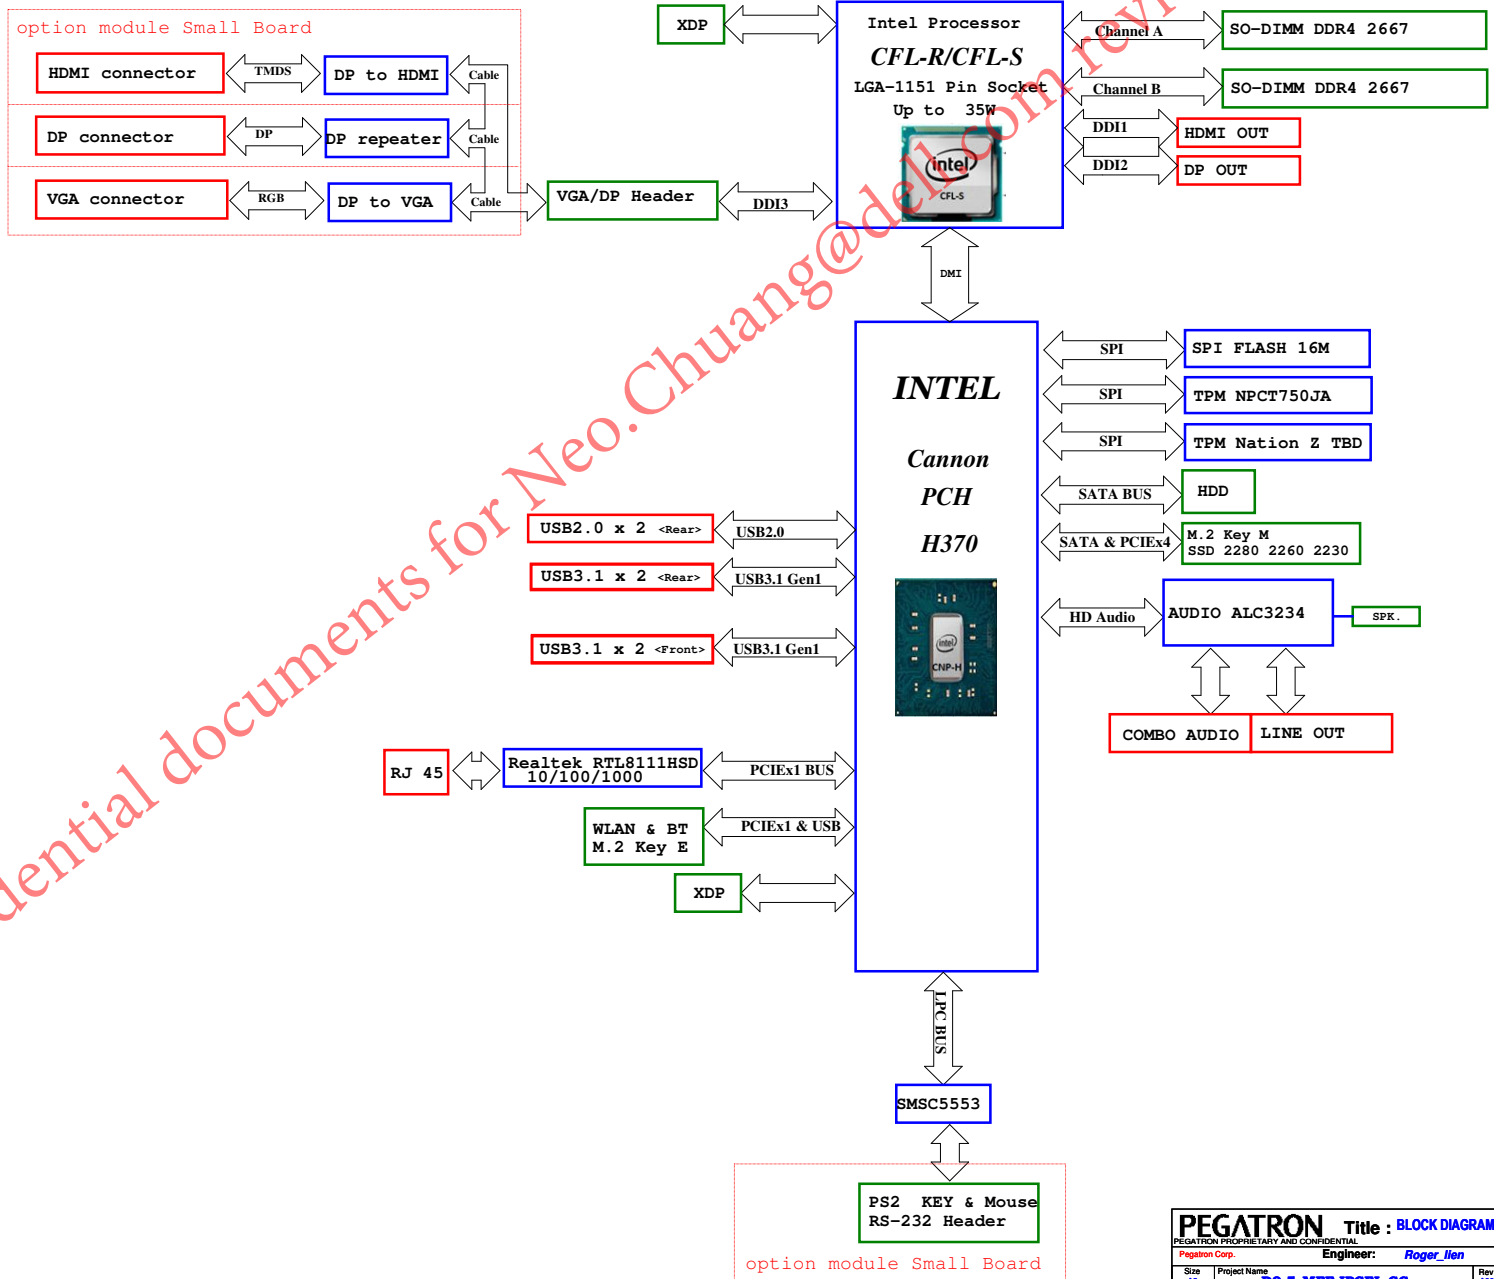 option module Small Board
HDMI connector
TMDS
DP to HDMI
Cable
DP connector
DP
DP repeater
Cable
VGA connector
RGB
DP to VGA
Cable
VGA/DP Header
DDI3
XDP
Intel Processor
CFL-R/CFL-S
LGA-1151 Pin Socket
Up to 35W
intel
CFL-S
Channel A
SO-DIMM DDR4 2667
Channel B
SO-DIMM DDR4 2667
DDI1
HDMI OUT
DDI2
DP OUT
DMI
INTEL
Cannon
PCH
H370
intel
CNP-H
SPI
SPI FLASH 16M
SPI
TPM NPCT750JA
SPI
TPM Nation Z TBD
SATA BUS
HDD
SATA & PCIEx4
M.2 Key M
SSD 2280 2260 2230
HD Audio
AUDIO ALC3234
SPK.
COMBO AUDIO
LINE OUT
USB2.0 x 2 <Rear>
USB2.0
USB3.1 x 2 <Rear>
USB3.1 Gen1
USB3.1 x 2 <Front>
USB3.1 Gen1
RJ 45
Realtek RTL8111HSD
10/100/1000
PCIEx1 BUS
WLAN & BT
M.2 Key E
PCIEx1 & USB
XDP
LPC BUS
SMSC5553
PS2 KEY & Mouse
RS-232 Header
option module Small Board
dential documents for Neo.Chuang@dell.com revi
PEGATRON
Title : BLOCK DIAGRAM
PEGATRON PROPRIETARY AND CONFIDENTIAL
Pegatron Corp.
Engineer: Roger_lien
Size
Project Name
Rev